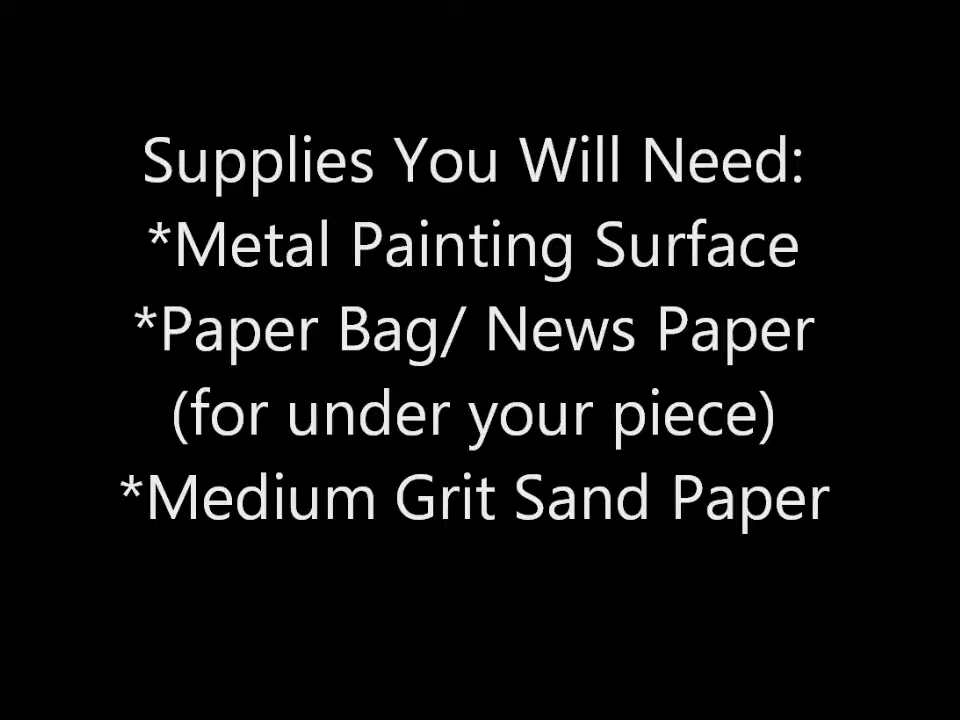 Supplies You Will Need:
*Metal Painting Surface
*Paper Bag/ News Paper
(for under your piece)
*Medium Grit Sand Paper